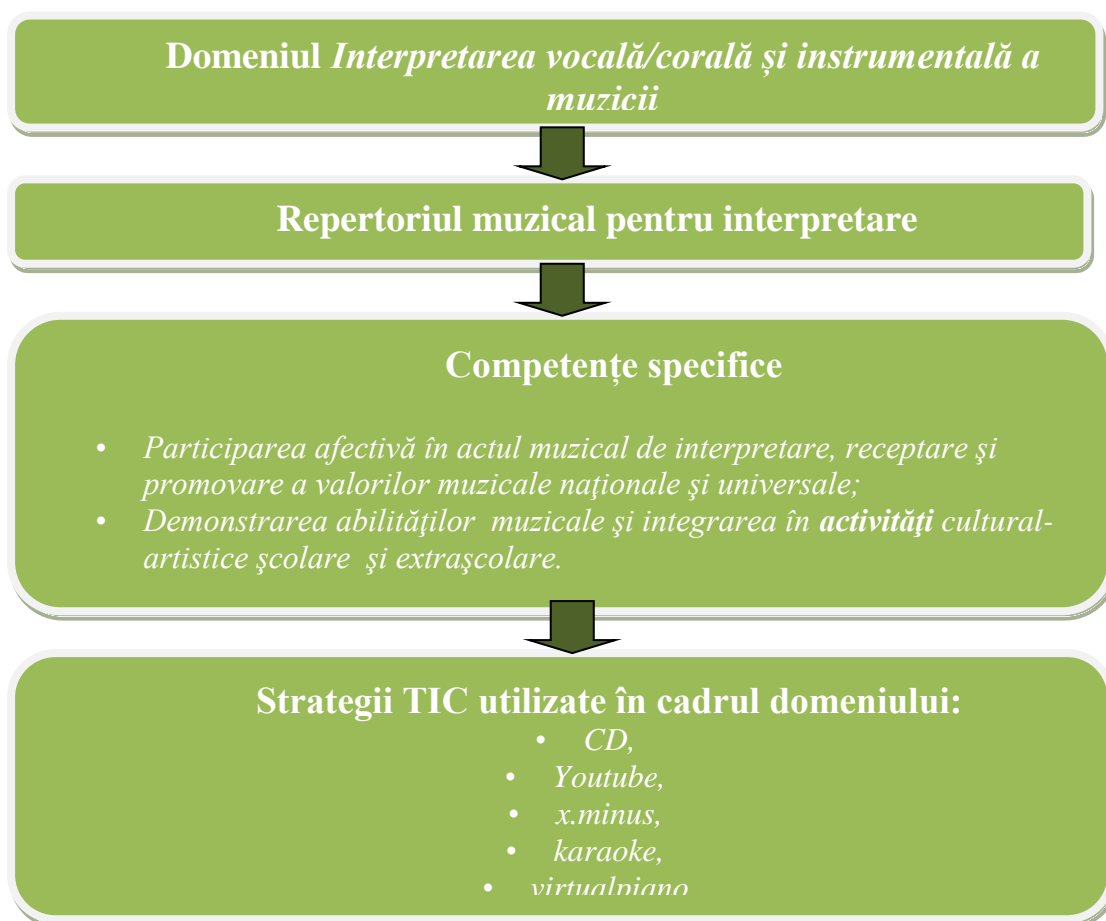 Domeniul Interpretarea vocală/corală și instrumentală a
muzicii
Repertoriul muzical pentru interpretare
Competențe specifice
• Participarea afectivă în actul muzical de interpretare, receptare şi
promovare a valorilor muzicale naţionale şi universale;
• Demonstrarea abilităţilor muzicale şi integrarea în activităţi cultural-
artistice şcolare şi extraşcolare.
Strategii TIC utilizate în cadrul domeniului:
• CD,
• Youtube,
• x.minus,
• karaoke,
• virtualpiano